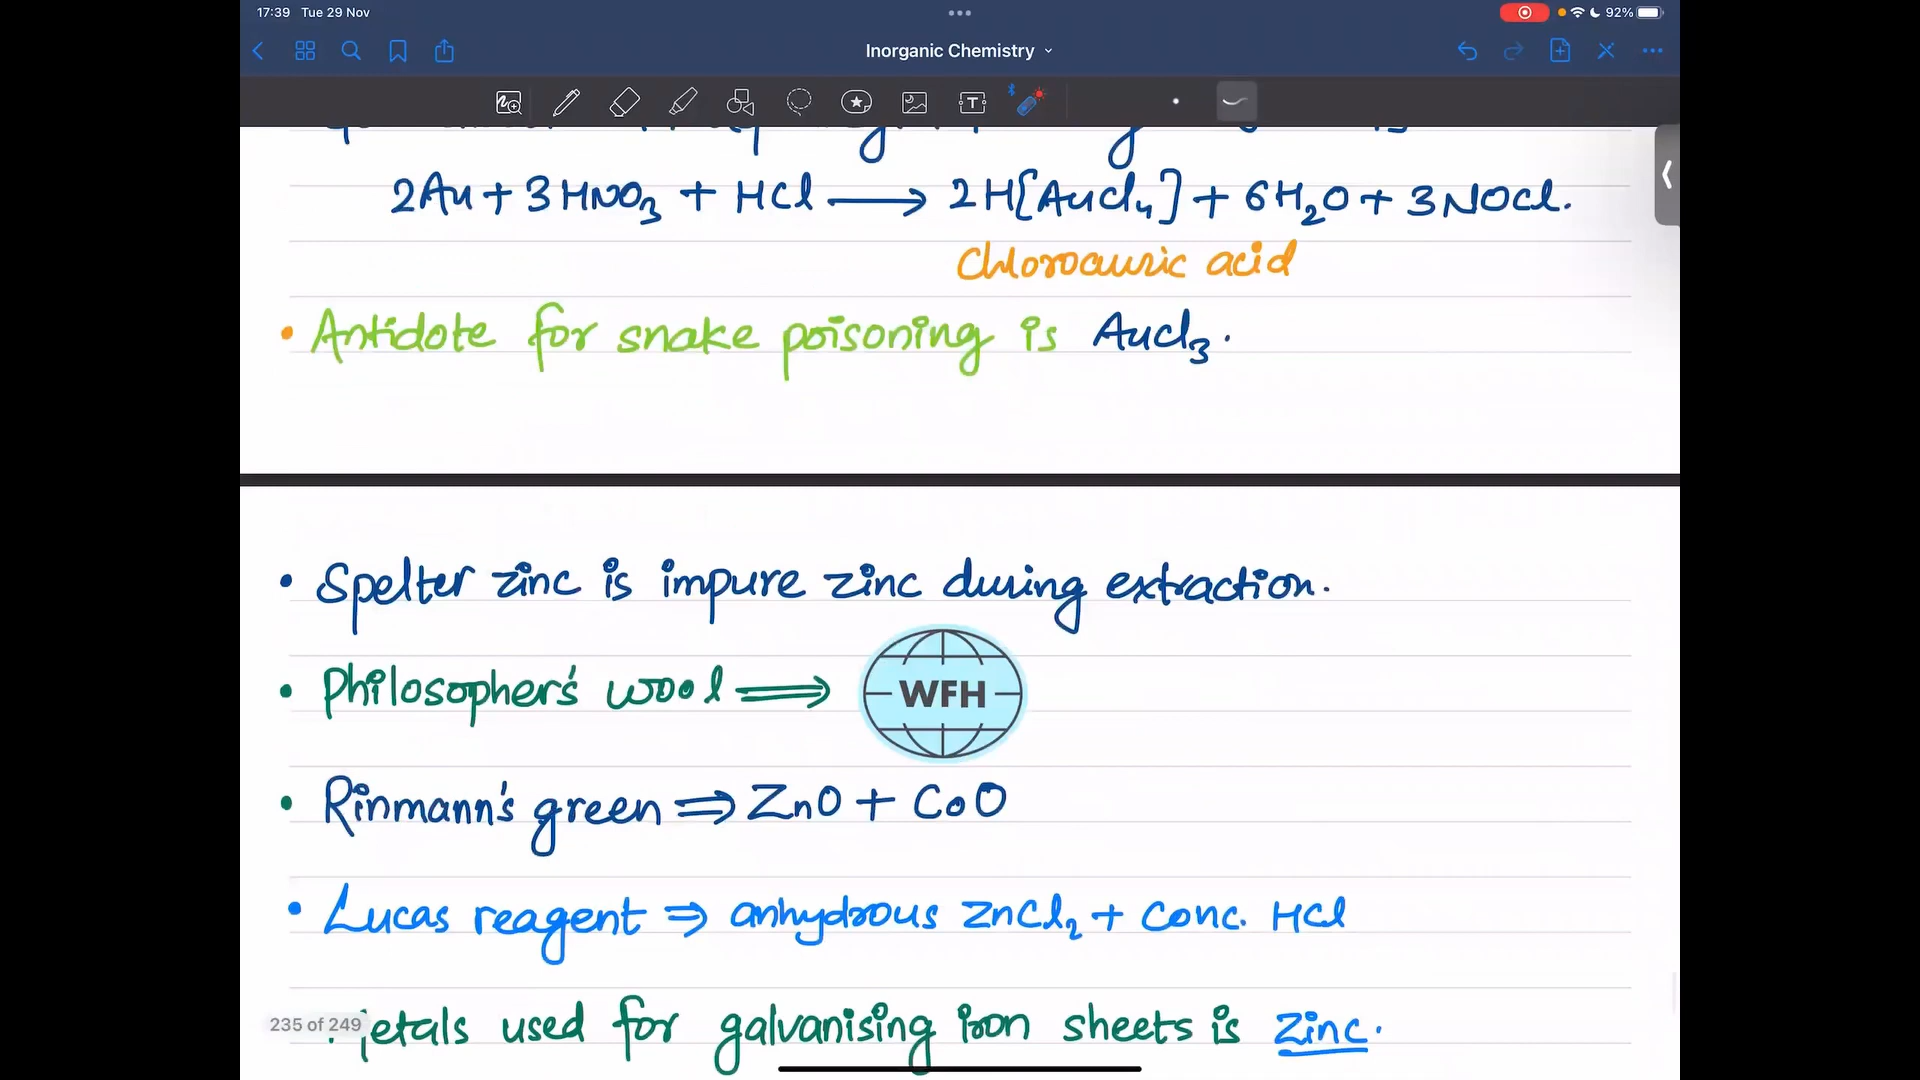 17:39 Tue 29 Nov
92%
Inorganic Chemistry
T
2Au + 3HNO₃ + HCl ⟶ 2H[AuCl₄] + 6H₂O + 3NOCl.
Chloroauric acid
• Antidote for snake poisoning is AuCl₃.
• Spelter zinc is impure zinc during extraction.
• Philosopher's wool ⟹ WFH
• Rinmann's green ⟹ ZnO + CoO
• Lucas reagent ⇒ anhydrous ZnCl₂ + Conc. HCl
235 of 249
etals used for galvanising iron sheets is Zinc.